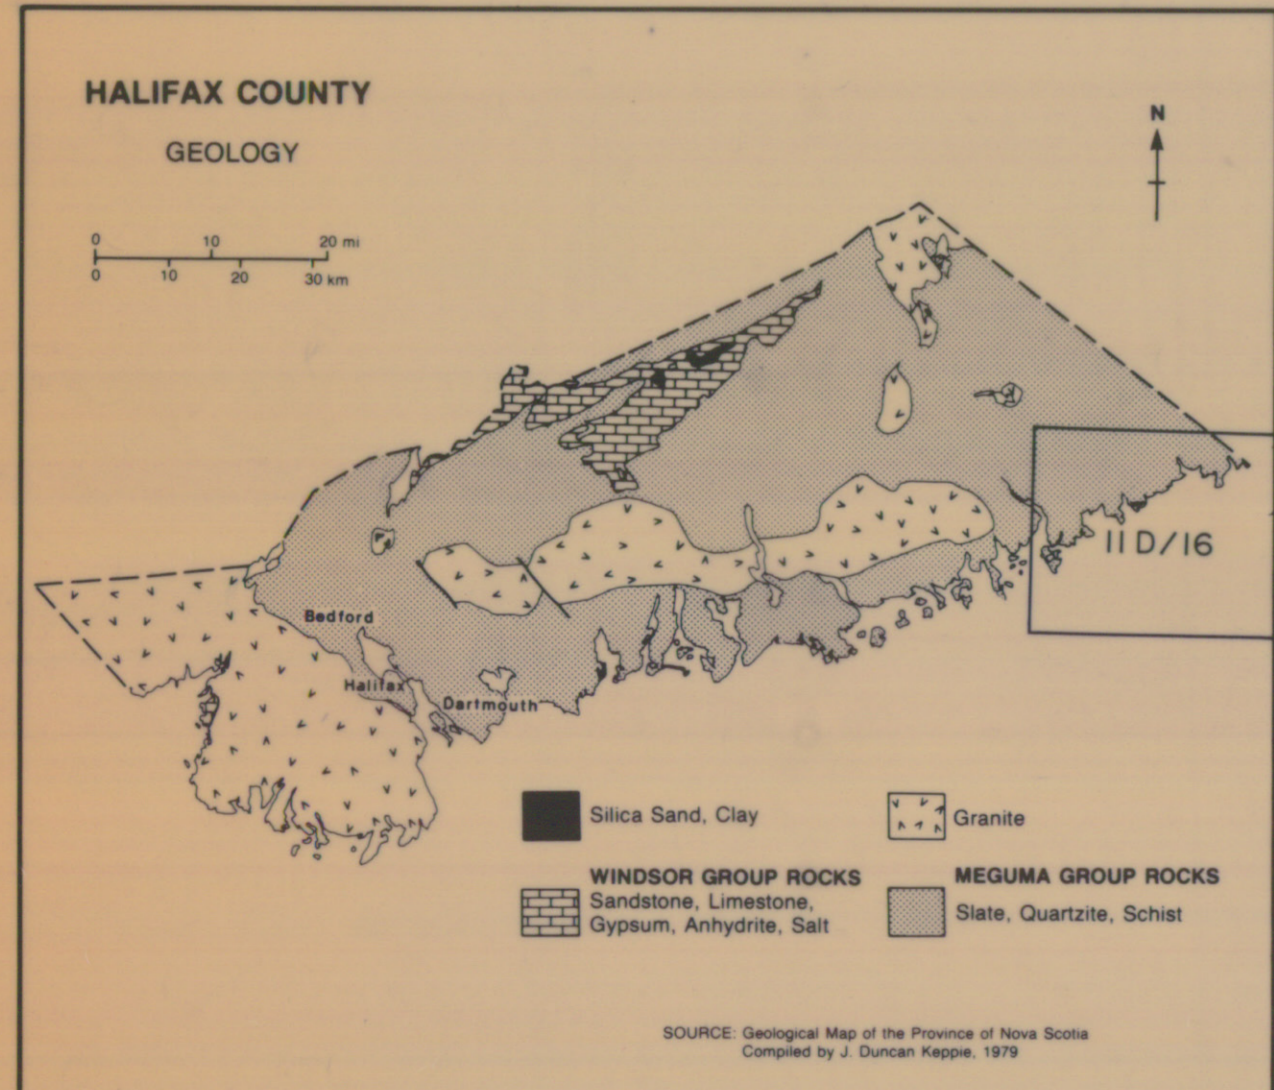 HALIFAX COUNTY
GEOLOGY
N
0 10 20 mi
0 10 20 30 km
11 D/16
Bedford
Halifax
Dartmouth
Silica Sand, Clay
Granite
WINDSOR GROUP ROCKS
Sandstone, Limestone,
Gypsum, Anhydrite, Salt
MEGUMA GROUP ROCKS
Slate, Quartzite, Schist
SOURCE: Geological Map of the Province of Nova Scotia
Compiled by J. Duncan Keppie, 1979